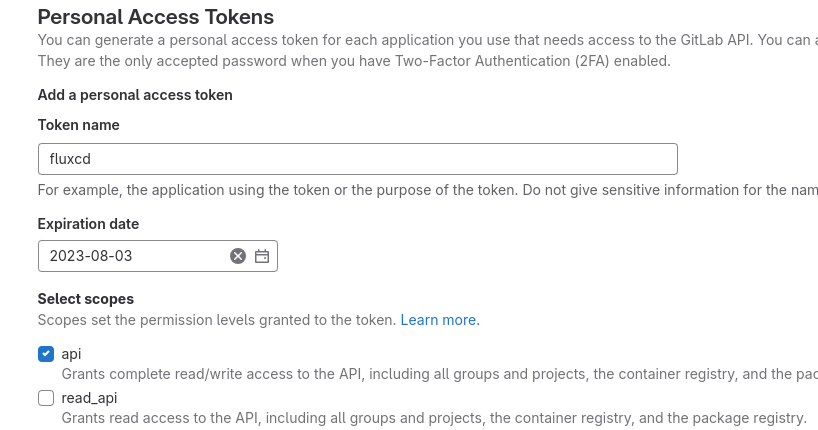 Personal Access Tokens
You can generate a personal access token for each application you use that needs access to the GitLab API. You can
They are the only accepted password when you have Two-Factor Authentication (2FA) enabled.
Add a personal access token
Token name
fluxcd
For example, the application using the token or the purpose of the token. Do not give sensitive information for the
Expiration date
2023-08-03
Select scopes
Scopes set the permission levels granted to the token. Learn more.
api
Grants complete read/write access to the API, including all groups and projects, the container registry, and the
read_api
Grants read access to the API, including all groups and projects, the container registry, and the package registry.